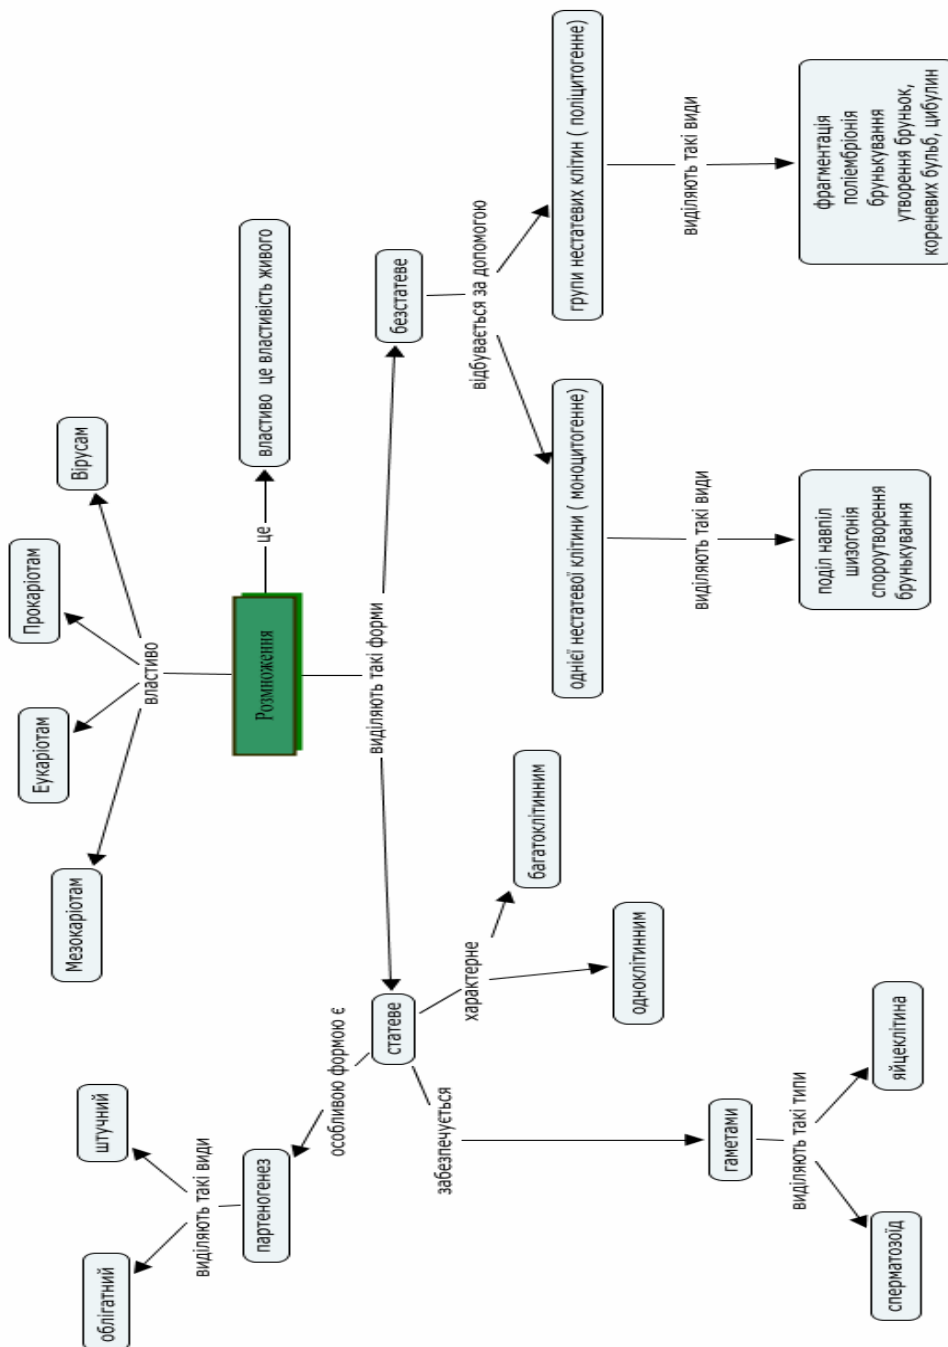 Мезокаріотам
Еукаріотам
Прокаріотам
Вірусам
властиво
Розмноження
це
властиво це властивість живого
виділяють такі форми
облігатний
штучний
виділяють такі види
партеногенез
особливою формою є
статеве
безстатеве
забезпечується
характерне
відбувається за допомогою
багатоклітинним
одноклітинним
однієї нестатевої клітини ( моноцитогенне)
групи нестатевих клітин ( поліцитогенне)
виділяють такі види
виділяють такі види
гаметами
виділяють такі типи
сперматозоїд
яйцеклітина
поділ навпіл
шизогонія
спороутворення
брунькування
фрагментація
поліембріонія
брунькування
утворення бруньок,
кореневих бульб, цибулин